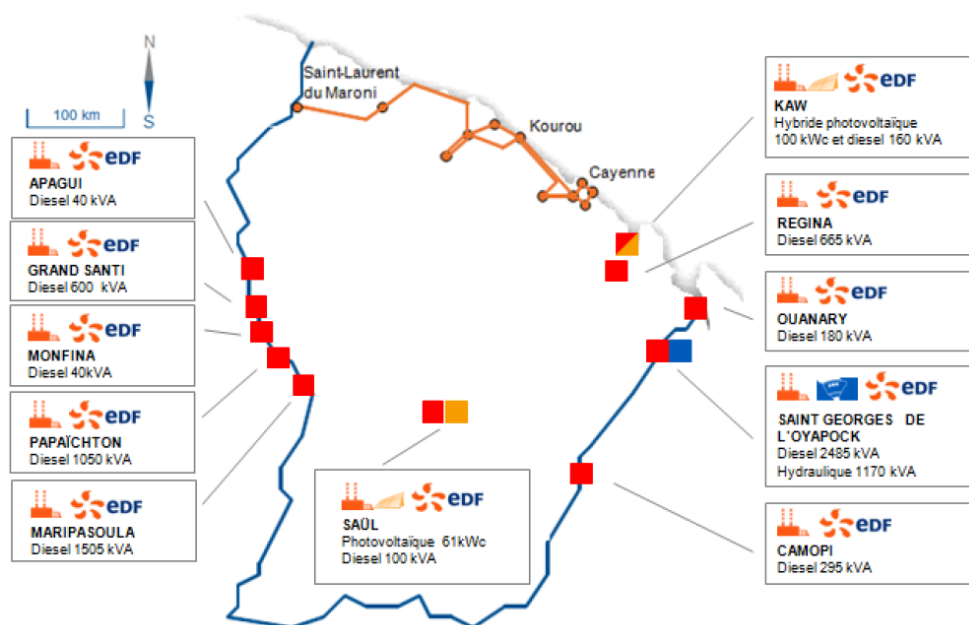 N
S
100 km
Saint-Laurent
du Maroni
Kourou
Cayenne
eDF
APAGUI
Diesel 40 kVA
eDF
GRAND SANTI
Diesel 600 kVA
eDF
MONFINA
Diesel 40kVA
eDF
PAPAÏCHTON
Diesel 1050 kVA
eDF
MARIPASOULA
Diesel 1505 kVA
eDF
SAÜL
Photovoltaïque 61kWc
Diesel 100 kVA
eDF
KAW
Hybride photovoltaïque
100 kWc et diesel 160 kVA
eDF
REGINA
Diesel 665 kVA
eDF
OUANARY
Diesel 180 kVA
eDF
SAINT GEORGES DE
L'OYAPOCK
Diesel 2485 kVA
Hydraulique 1170 kVA
eDF
CAMOPI
Diesel 295 kVA